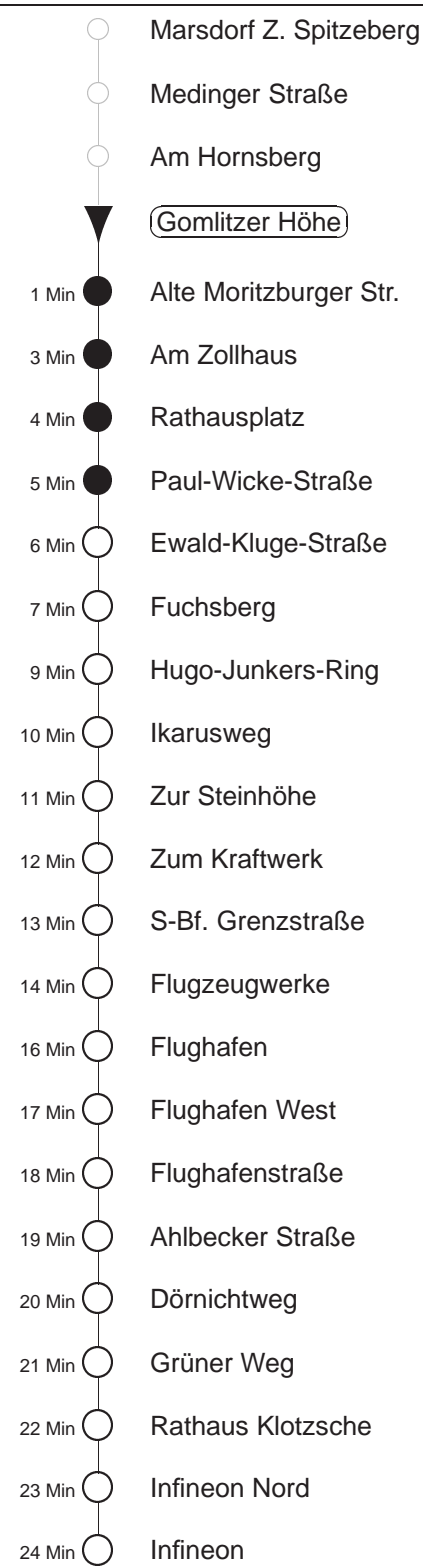 Marsdorf Z. Spitzeberg
Medinger Straße
Am Hornsberg
Gomlitzer Höhe
1 Min Alte Moritzburger Str.
3 Min Am Zollhaus
4 Min Rathausplatz
5 Min Paul-Wicke-Straße
6 Min Ewald-Kluge-Straße
7 Min Fuchsberg
9 Min Hugo-Junkers-Ring
10 Min Ikarusweg
11 Min Zur Steinhöhe
12 Min Zum Kraftwerk
13 Min S-Bf. Grenzstraße
14 Min Flugzeugwerke
16 Min Flughafen
17 Min Flughafen West
18 Min Flughafenstraße
19 Min Ahlbecker Straße
20 Min Dörnichtweg
21 Min Grüner Weg
22 Min Rathaus Klotzsche
23 Min Infineon Nord
24 Min Infineon